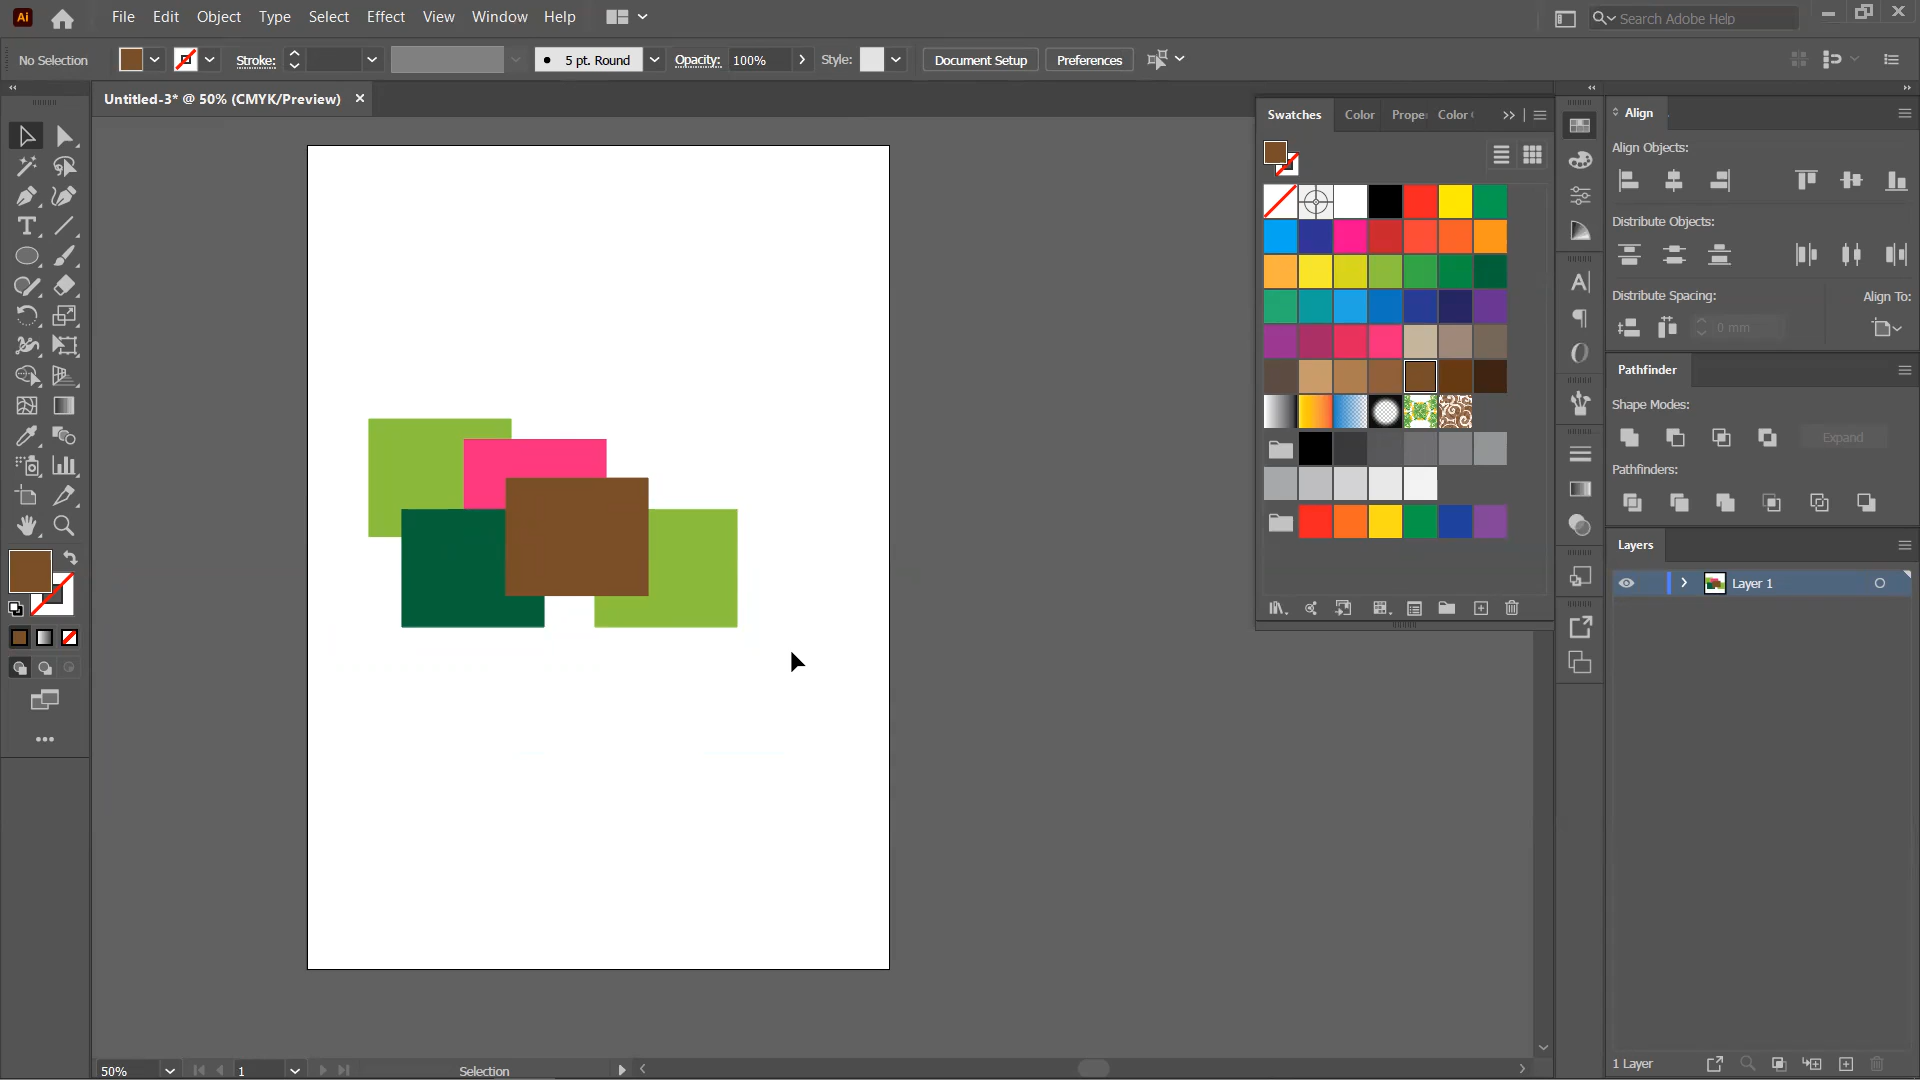 Ai File Edit Object Type Select Effect View Window Help Search Adobe Help
No Selection Stroke: 5 pt. Round Opacity: 100% Style: Document Setup Preferences
Untitled-3* @ 50% (CMYK/Preview)
Swatches Color Prope Color
Align
Align Objects:
Distribute Objects:
Distribute Spacing: Align To:
0 mm
Pathfinder
Shape Modes:
Expand
Pathfinders:
Layers
Layer 1
1 Layer
50% 1 Selection